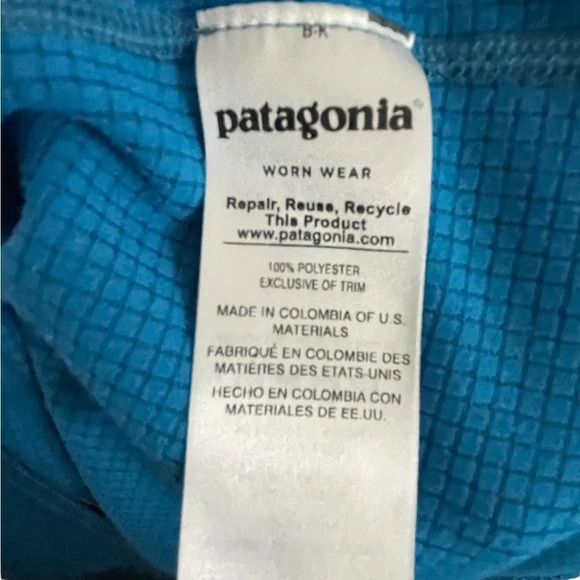 B-K
patagonia®
WORN WEAR
Repair, Reuse, Recycle
This Product
www.patagonia.com
100% POLYESTER
EXCLUSIVE OF TRIM
MADE IN COLOMBIA OF U.S.
MATERIALS
FABRIQUÉ EN COLOMBIE DES
MATIÉRES DES ETATS-UNIS
HECHO EN COLOMBIA CON
MATERIALES DE EE.UU.